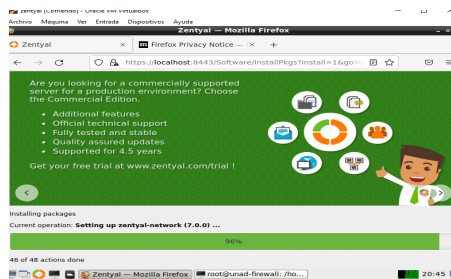 zentyal [Corriendo] - Oracle VM VirtualBox
Archivo Máquina Ver Entrada Dispositivos Ayuda
Zentyal — Mozilla Firefox
Zentyal × Firefox Privacy Notice — × +
https://localhost:8443/Software/InstallPkgs?install=1&go=
Are you looking for a commercially supported
server for a production environment? Choose
the Commercial Edition.
• Additional features
• Official technical support
• Fully tested and stable
• Quality assured updates
• Supported for 4.5 years
Get your free trial at www.zentyal.com/trial !
Installing packages
Current operation: Setting up zentyal-network (7.0.0) ...
96%
46 of 48 actions done
Zentyal — Mozilla Firefox root@unad-firewall: /ho... 20:45